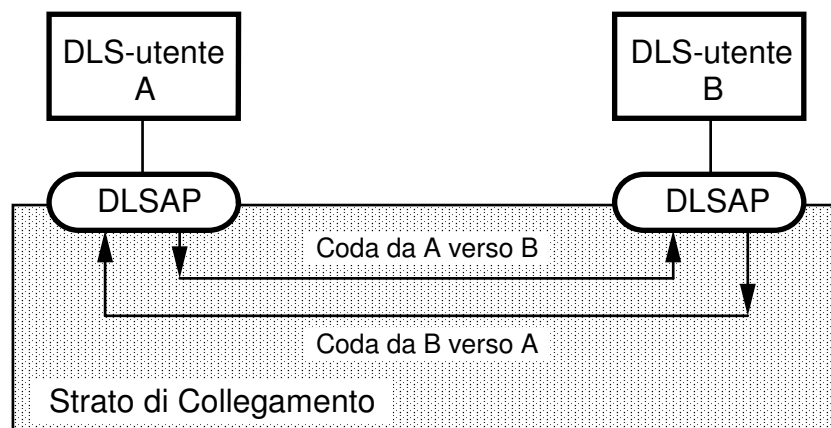 DLS-utente
A
DLS-utente
B
DLSAP
DLSAP
Coda da A verso B
Coda da B verso A
Strato di Collegamento